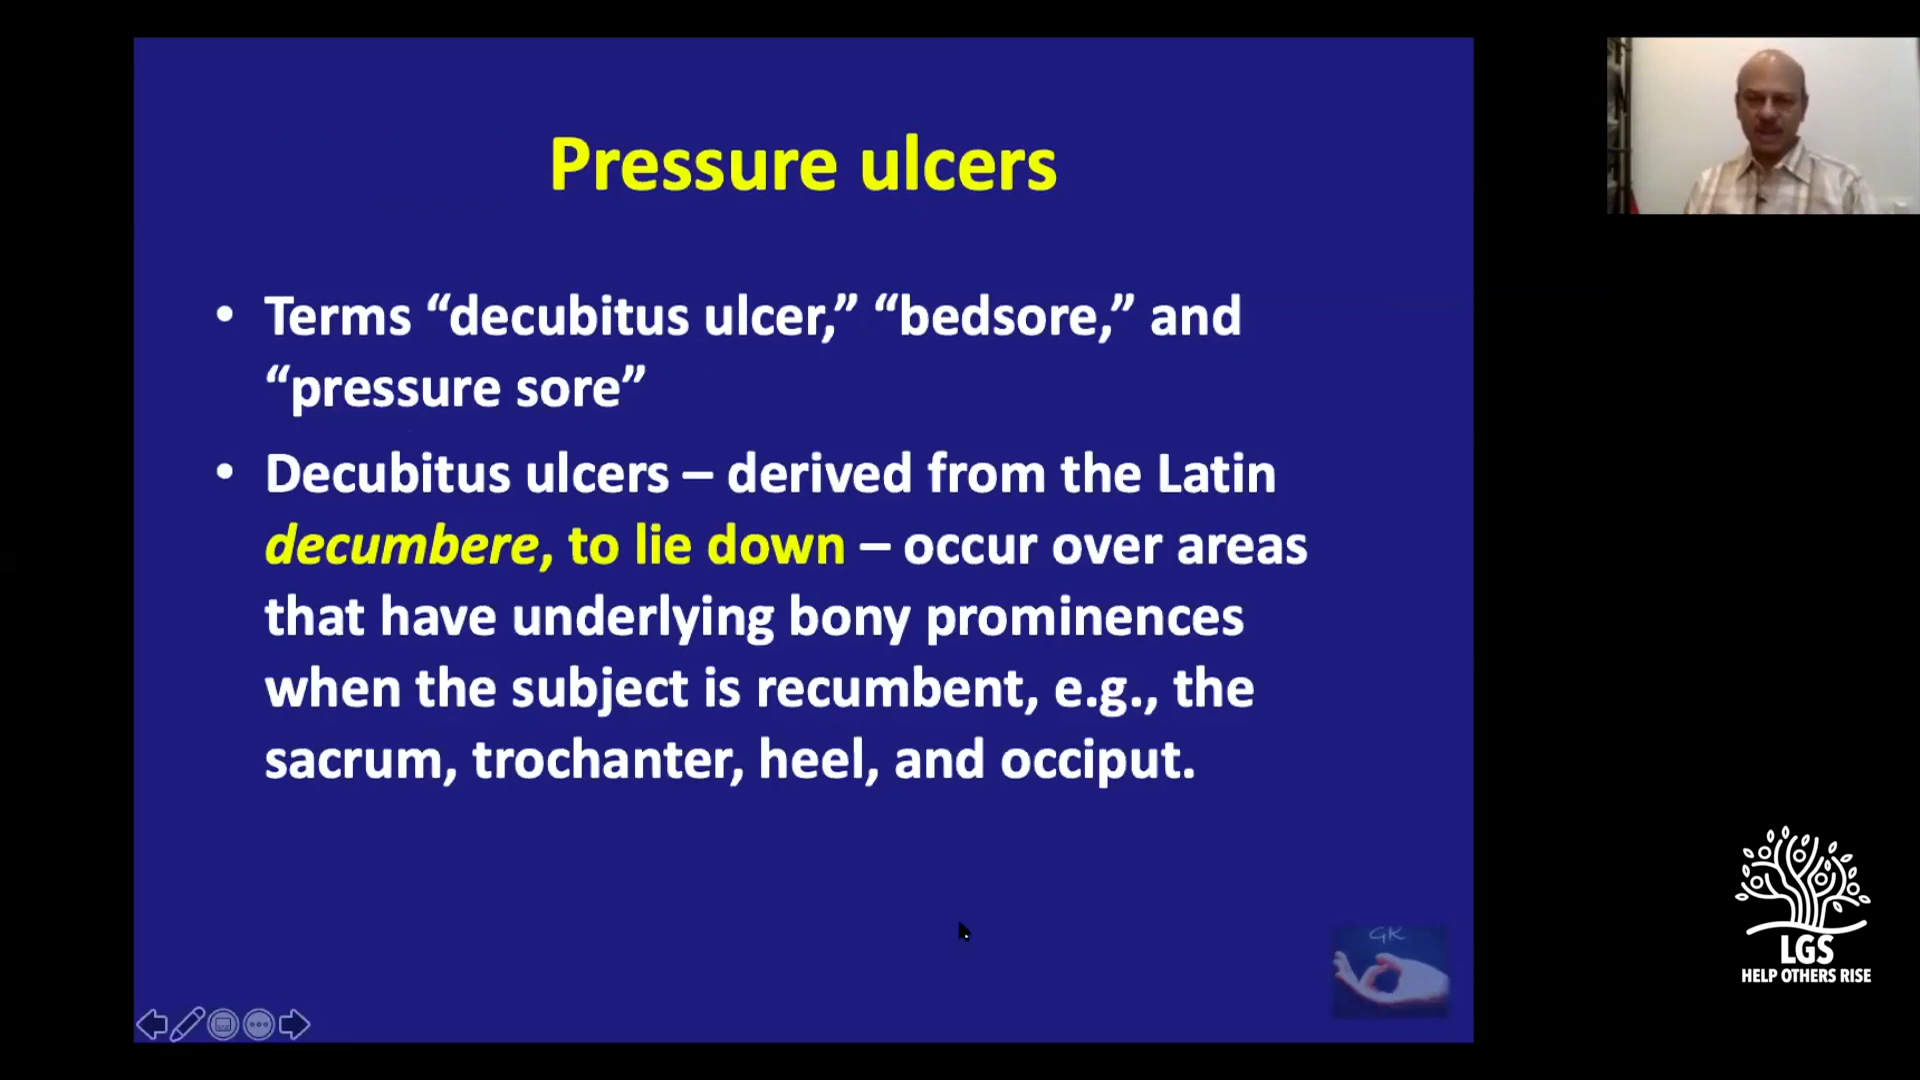 Pressure ulcers
• Terms “decubitus ulcer,” “bedsore,” and
“pressure sore”
• Decubitus ulcers – derived from the Latin
decumbere, to lie down – occur over areas
that have underlying bony prominences
when the subject is recumbent, e.g., the
sacrum, trochanter, heel, and occiput.
GK
LGS
HELP OTHERS RISE